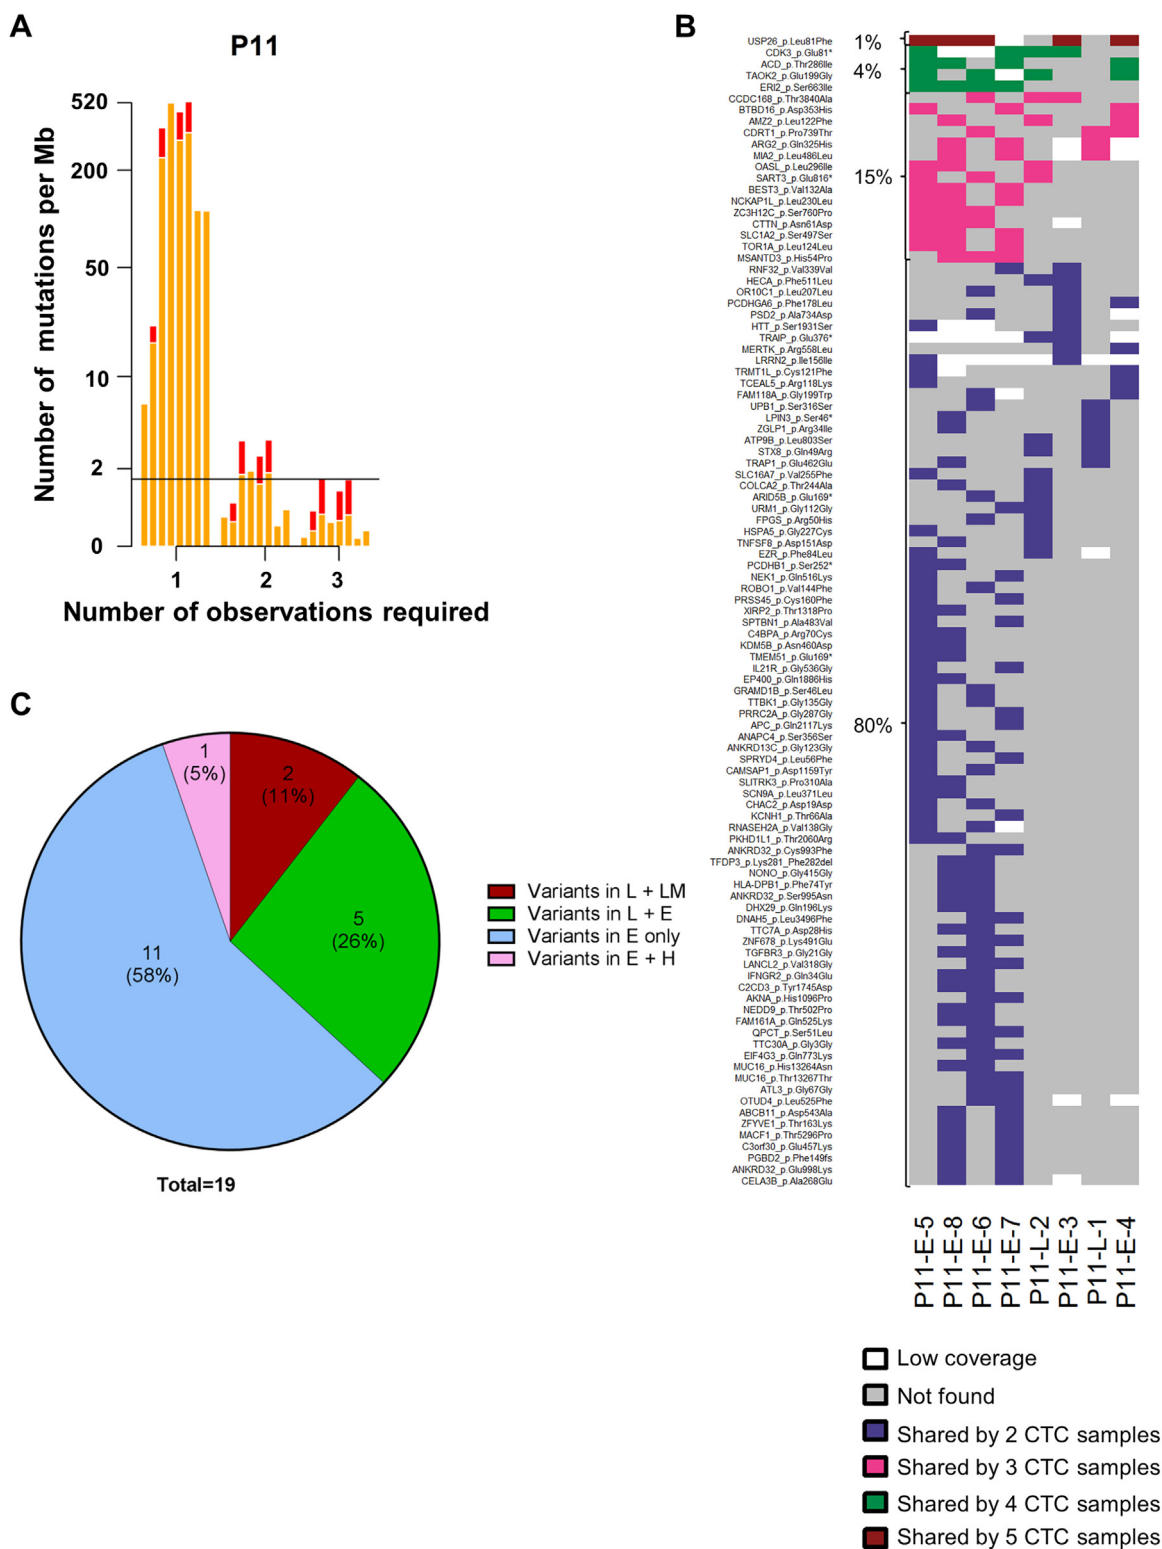 A
P11
Number of mutations per Mb
520
200
50
10
2
0
1
2
3
Number of observations required
B
USP26_p.Leu81Phe
CDK3_p.Glu81*
ACD_p.Thr286Ile
TAOK2_p.Glu199Gly
ERI2_p.Ser663Ile
CCDC168_p.Thr3840Ala
BTBD16_p.Asp353His
AMZ2_p.Leu122Phe
CDRT1_p.Pro739Thr
ARG2_p.Gln325His
MIA2_p.Leu486Leu
OASL_p.Leu296Ile
SART3_p.Glu816*
BEST3_p.Val132Ala
NCKAP1L_p.Leu230Leu
ZC3H12C_p.Ser760Pro
CTTN_p.Asn61Asp
SLC1A2_p.Ser497Ser
TOR1A_p.Leu124Leu
MSANTD3_p.His54Pro
RNF32_p.Val339Val
HECA_p.Phe511Leu
OR10C1_p.Leu207Leu
PCDHGA6_p.Phe178Leu
PSD2_p.Ala734Asp
HTT_p.Ser1931Ser
TRAIP_p.Glu376*
MERTK_p.Arg558Leu
LRRN2_p.Ile156Ile
TRMT1L_p.Cys121Phe
TCEAL5_p.Arg118Lys
FAM118A_p.Gly199Trp
UPB1_p.Ser316Ser
LPIN3_p.Ser46*
ZGLP1_p.Arg34Ile
ATP9B_p.Leu803Ser
STX8_p.Gln49Arg
TRAP1_p.Glu462Glu
SLC16A7_p.Val255Phe
COLCA2_p.Thr244Ala
ARID5B_p.Glu169*
URM1_p.Gly112Gly
FPGS_p.Arg50His
HSPA5_p.Gly227Cys
TNFSF8_p.Asp151Asp
EZR_p.Phe84Leu
PCDHB1_p.Ser252*
NEK1_p.Gln516Lys
ROBO1_p.Val144Phe
PRSS45_p.Cys160Phe
XIRP2_p.Thr1318Pro
SPTBN1_p.Ala483Val
C4BPA_p.Arg70Cys
KDM5B_p.Asn460Asp
TMEM51_p.Glu169*
IL21R_p.Gly536Gly
EP400_p.Gln1886His
GRAMD1B_p.Ser46Leu
TTBK1_p.Gly135Gly
PRRC2A_p.Gly287Gly
APC_p.Gln2117Lys
ANAPC4_p.Ser356Ser
ANKRD13C_p.Gly123Gly
SPRYD4_p.Leu56Phe
CAMSAP1_p.Asp1159Tyr
SLITRK3_p.Pro310Ala
SCN9A_p.Leu371Leu
CHAC2_p.Asp19Asp
KCNH1_p.Thr66Ala
RNASEH2A_p.Val138Gly
PKHD1L1_p.Thr2060Arg
ANKRD32_p.Cys993Phe
TFDP3_p.Lys281_Phe282del
NONO_p.Gly415Gly
HLA-DPB1_p.Phe74Tyr
ANKRD32_p.Ser995Asn
DHX29_p.Gln196Lys
DNAH5_p.Leu3496Phe
TTC7A_p.Asp28His
ZNF678_p.Lys491Glu
TGFBR3_p.Gly21Gly
LANCL2_p.Val318Gly
IFNGR2_p.Gln34Glu
C2CD3_p.Tyr1745Asp
AKNA_p.His1096Pro
NEDD9_p.Thr502Pro
FAM161A_p.Gln525Lys
QPCT_p.Ser51Leu
TTC30A_p.Gly3Gly
EIF4G3_p.Gln773Lys
MUC16_p.His13264Asn
MUC16_p.Thr13267Thr
ATL3_p.Gly67Gly
OTUD4_p.Leu525Phe
ABCB11_p.Asp543Ala
ZFYVE1_p.Thr163Lys
MACF1_p.Thr5296Pro
C3orf30_p.Glu457Lys
PGBD2_p.Phe149fs
ANKRD32_p.Glu998Lys
CELA3B_p.Ala268Glu
1%
4%
15%
80%
P11-E-5
P11-E-8
P11-E-6
P11-E-7
P11-L-2
P11-E-3
P11-L-1
P11-E-4
Low coverage
Not found
Shared by 2 CTC samples
Shared by 3 CTC samples
Shared by 4 CTC samples
Shared by 5 CTC samples
C
1
(5%)
2
(11%)
5
(26%)
11
(58%)
Total=19
Variants in L + LM
Variants in L + E
Variants in E only
Variants in E + H